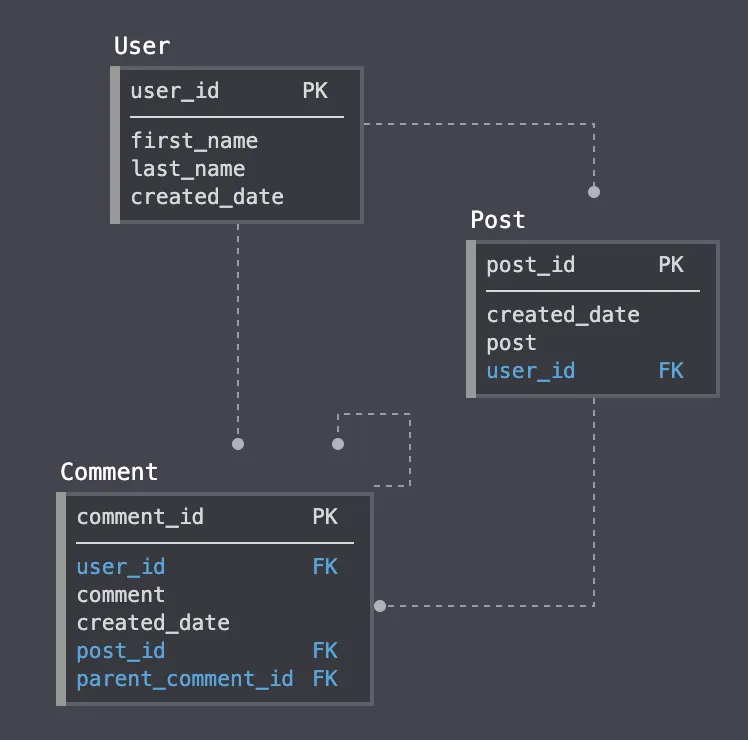 User
user_id PK
first_name
last_name
created_date
Post
post_id PK
created_date
post
user_id FK
Comment
comment_id PK
user_id FK
comment
created_date
post_id FK
parent_comment_id FK